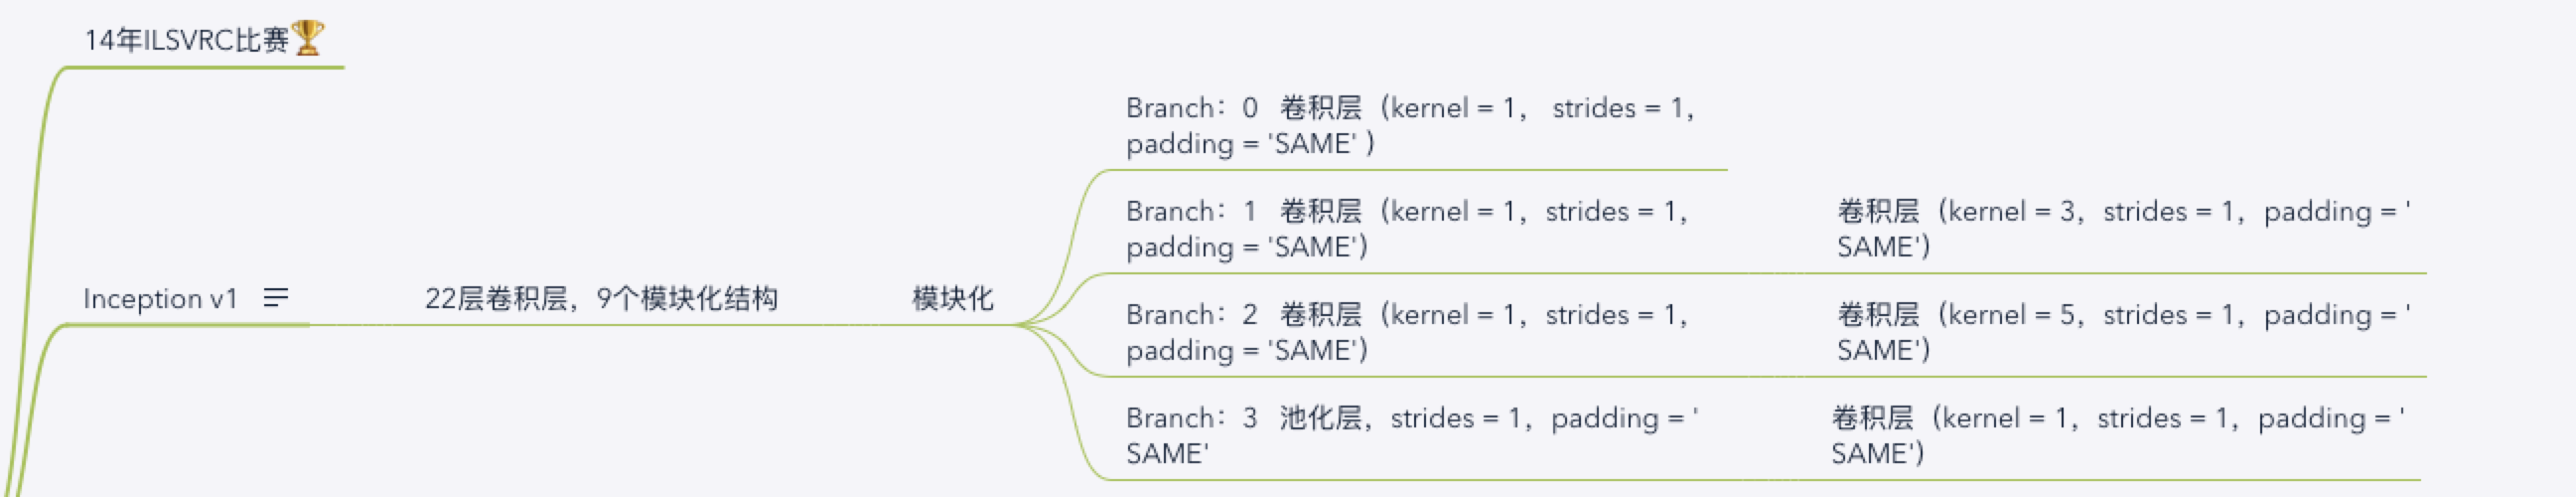 14年ILSVRC比赛🏆
Branch：0 卷积层（kernel = 1， strides = 1，
padding = 'SAME' ）
Branch：1 卷积层（kernel = 1，strides = 1，
padding = 'SAME'）
卷积层（kernel = 3，strides = 1，padding = '
SAME'）
Inception v1
22层卷积层，9个模块化结构
模块化
Branch：2 卷积层（kernel = 1，strides = 1，
padding = 'SAME'）
卷积层（kernel = 5，strides = 1，padding = '
SAME'）
Branch：3 池化层，strides = 1，padding = '
SAME'
卷积层（kernel = 1，strides = 1，padding = '
SAME'）